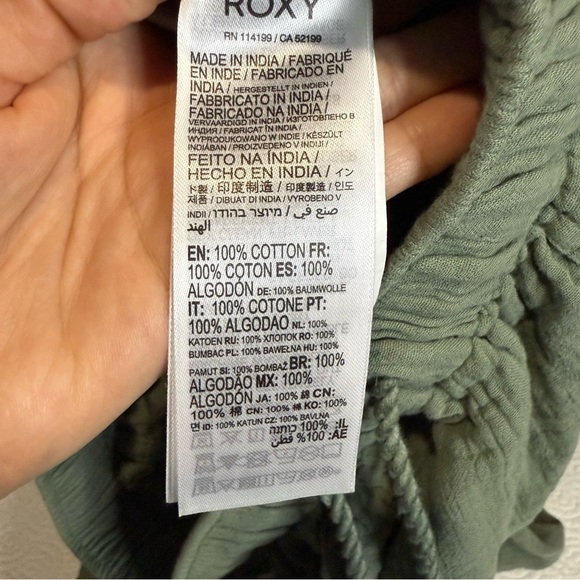 ROXY
RN 114199 / CA 52199
MADE IN INDIA / FABRIQUÉ
EN INDE / FABRICADO EN
INDIA / HERGESTELLT IN INDIEN /
FABBRICATO IN INDIA /
FABRICADO NA INDIA /
VERVAARDIGD IN INDIA / ИЗГОТОВЛЕНО В
ИНДИЯ / FABRICAT IN INDIA /
WYPRODUKOWANO W INDIE / KÉSZÜLT
INDIÁBAN / PROIZVEDENO V INDIJI /
FEITO NA ÍNDIA /
HECHO EN INDIA / イン
ド製 / 印度制造 / 印度製造 / 인도
제품 / DIBUAT DI INDIA / VYROBENO V
INDII / מיוצר בהודו / صنع في
الهند
EN: 100% COTTON FR:
100% COTON ES: 100%
ALGODÓN DE: 100% BAUMWOLLE
IT: 100% COTONE PT:
100% ALGODAO NL: 100%
KATOEN RU: 100% ХЛОПОК RO: 100%
BUMBAC PL: 100% BAWEŁNA HU: 100%
PAMUT SI: 100% BOMBAŽ BR: 100%
ALGODÃO MX: 100%
ALGODÓN JA: 100% 綿 CN:
100% 棉 CN: 100% 棉 KO: 100%
면 ID: 100% KATUN CZ: 100% BAVLNA
IL: 100% כותנה
AE: 100% قطن